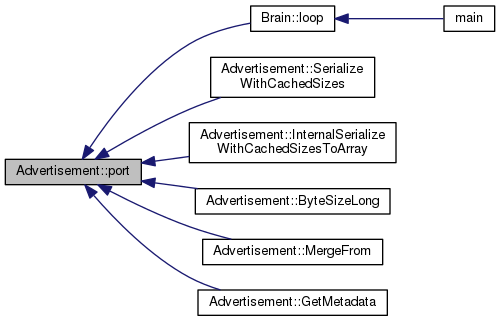 Brain::loop
main
Advertisement::Serialize
WithCachedSizes
Advertisement::InternalSerialize
WithCachedSizesToArray
Advertisement::port
Advertisement::ByteSizeLong
Advertisement::MergeFrom
Advertisement::GetMetadata